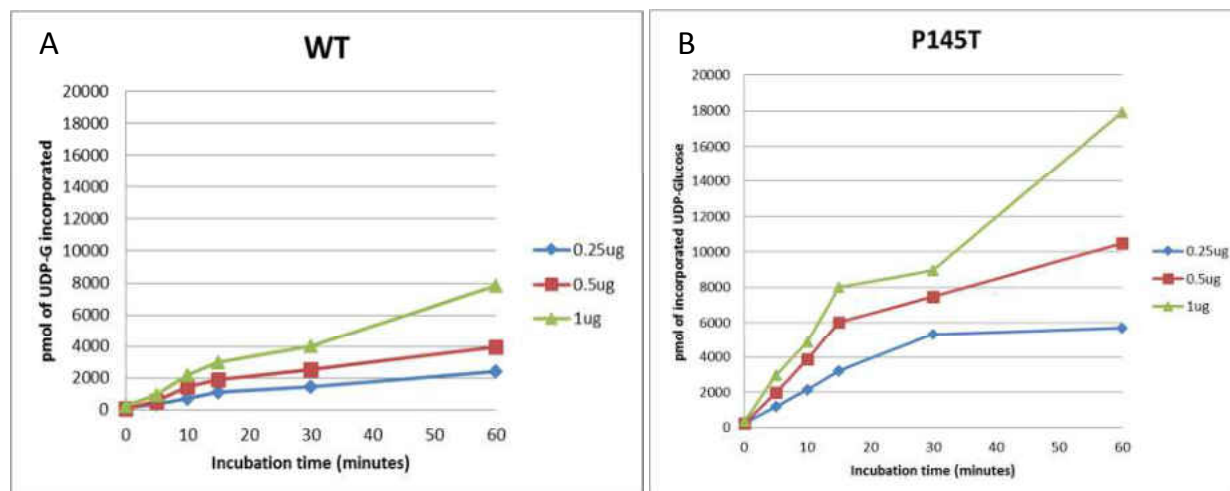 A
WT
pmol of UDP-G incorporated
20000
18000
16000
14000
12000
10000
8000
6000
4000
2000
0
0 10 20 30 40 50 60
Incubation time (minutes)
0.25ug
0.5ug
1ug
B
P145T
pmol of incorporated UDP-Glucose
20000
18000
16000
14000
12000
10000
8000
6000
4000
2000
0
0 10 20 30 40 50 60
Incubation time (minutes)
0.25ug
0.5ug
1ug